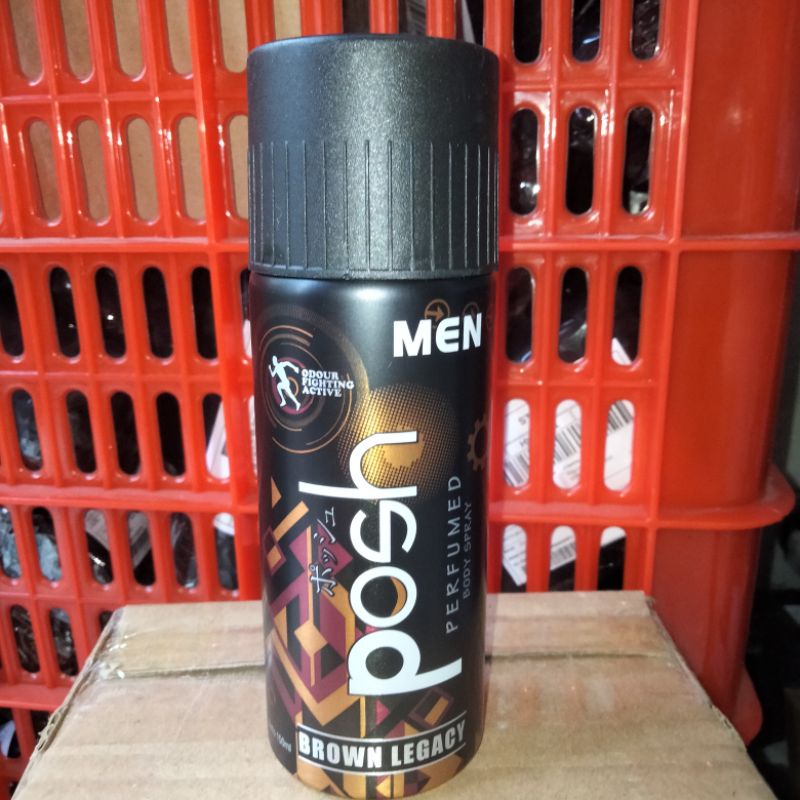 MEN
ODOUR
FIGHTING
ACTIVE
posh
ポッシュ
PERFUMED
BODY SPRAY
BROWN LEGACY